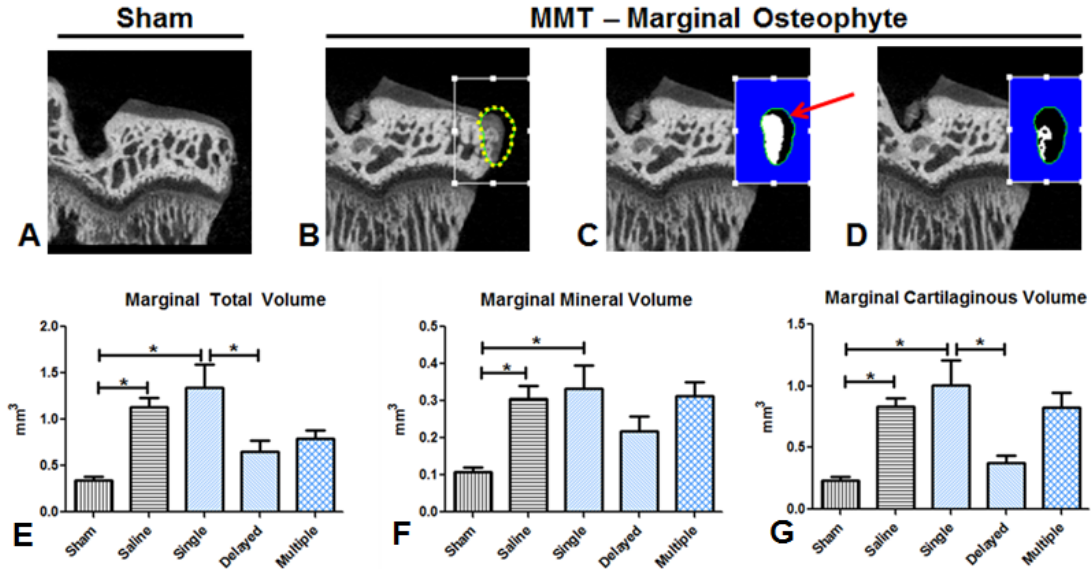 Sham
MMT – Marginal Osteophyte
A
B
C
D
Marginal Total Volume
mm3
2.0
1.5
1.0
0.5
0.0
*
*
*
Sham
Saline
Single
Delayed
Multiple
E
Marginal Mineral Volume
mm3
0.5
0.4
0.3
0.2
0.1
0.0
*
*
Sham
Saline
Single
Delayed
Multiple
F
Marginal Cartilaginous Volume
mm3
1.5
1.0
0.5
0.0
*
*
*
Sham
Saline
Single
Delayed
Multiple
G